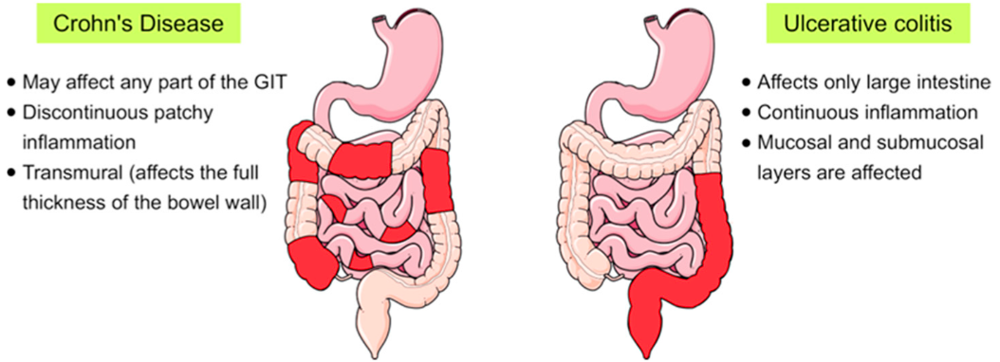 Crohn's Disease
• May affect any part of the GIT
• Discontinuous patchy
inflammation
• Transmural (affects the full
thickness of the bowel wall)
Ulcerative colitis
• Affects only large intestine
• Continuous inflammation
• Mucosal and submucosal
layers are affected